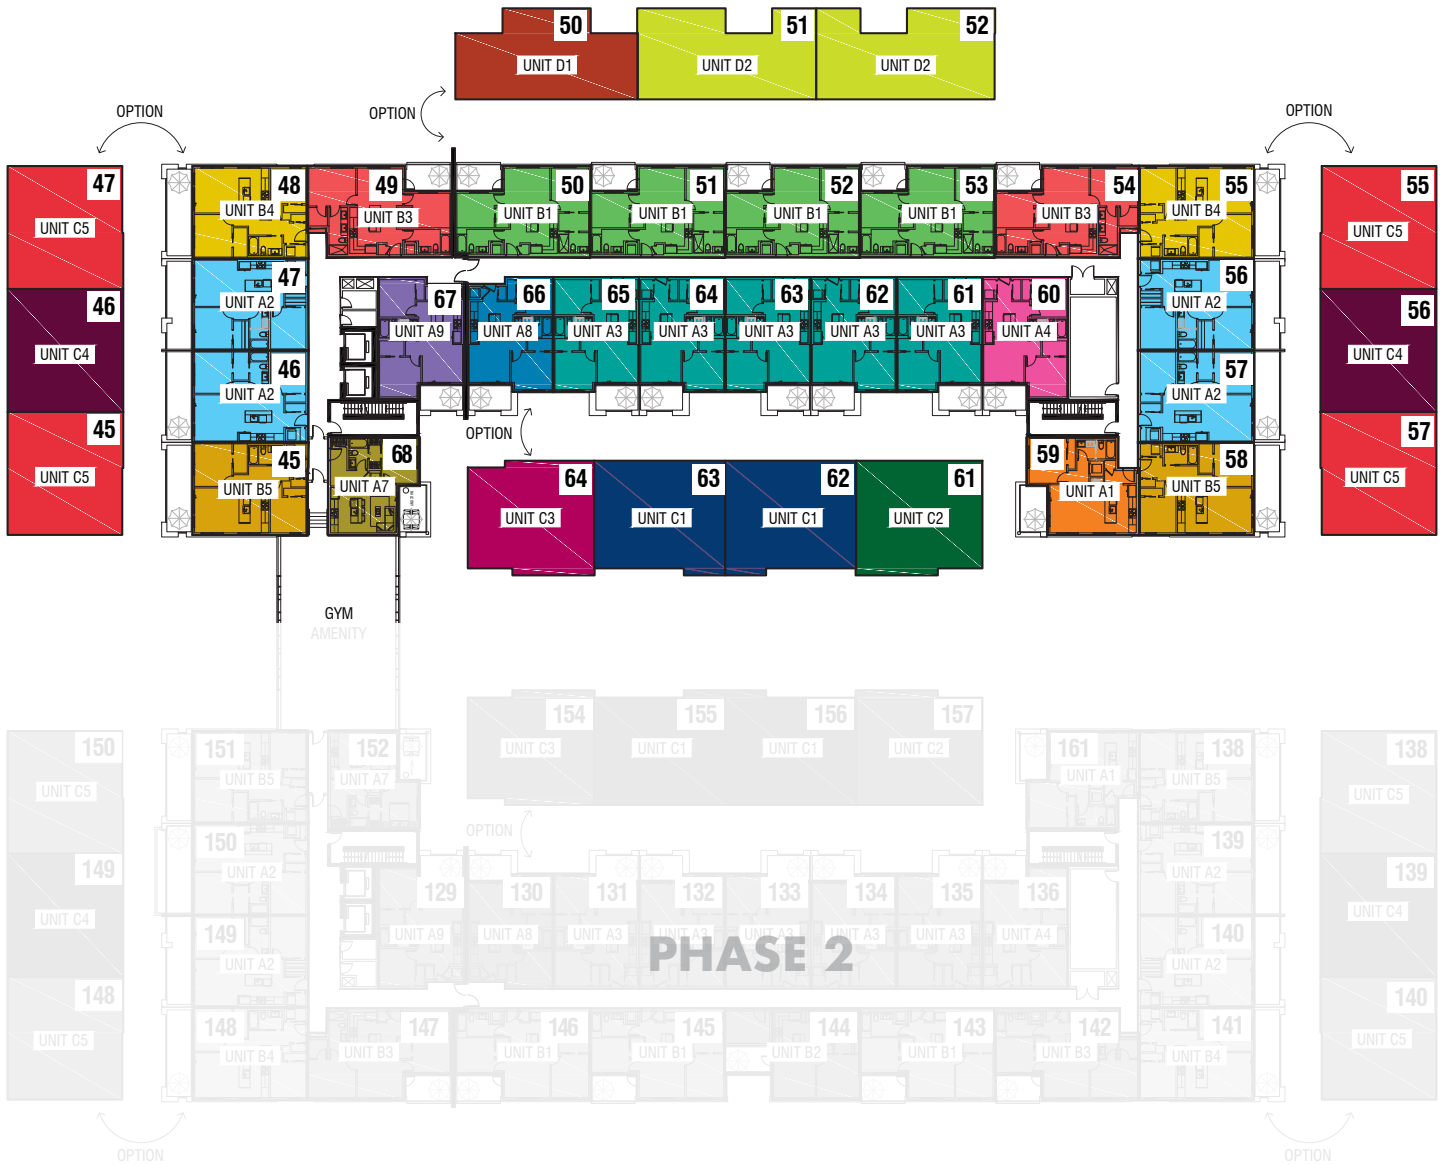 50
51
52
UNIT D1
UNIT D2
UNIT D2
OPTION
OPTION
OPTION
47
UNIT C5
46
UNIT C4
45
UNIT C5
48
UNIT B4
49
UNIT B3
50
UNIT B1
51
UNIT B1
52
UNIT B1
53
UNIT B1
54
UNIT B3
55
UNIT B4
55
UNIT C5
56
UNIT C4
57
UNIT C5
47
UNIT A2
46
UNIT A2
45
UNIT B5
67
UNIT A9
66
UNIT A8
65
UNIT A3
64
UNIT A3
63
UNIT A3
62
UNIT A3
61
UNIT A3
60
UNIT A4
56
UNIT A2
57
UNIT A2
58
UNIT B5
68
UNIT A7
59
UNIT A1
OPTION
64
UNIT C3
63
UNIT C1
62
UNIT C1
61
UNIT C2
GYM
AMENITY
154
UNIT C3
155
UNIT C1
156
UNIT C1
157
UNIT C2
OPTION
150
UNIT C5
149
UNIT C4
148
UNIT C5
151
UNIT B5
152
UNIT A7
161
UNIT A1
138
UNIT B5
138
UNIT C5
139
UNIT C4
140
UNIT C5
150
UNIT A2
149
UNIT A2
139
UNIT A2
140
UNIT A2
129
UNIT A9
130
UNIT A8
131
UNIT A3
132
UNIT A3
133
UNIT A3
134
UNIT A3
135
UNIT A3
136
UNIT A4
PHASE 2
148
UNIT B4
147
UNIT B3
146
UNIT B1
145
UNIT B1
144
UNIT B2
143
UNIT B1
142
UNIT B3
141
UNIT B4
OPTION
OPTION